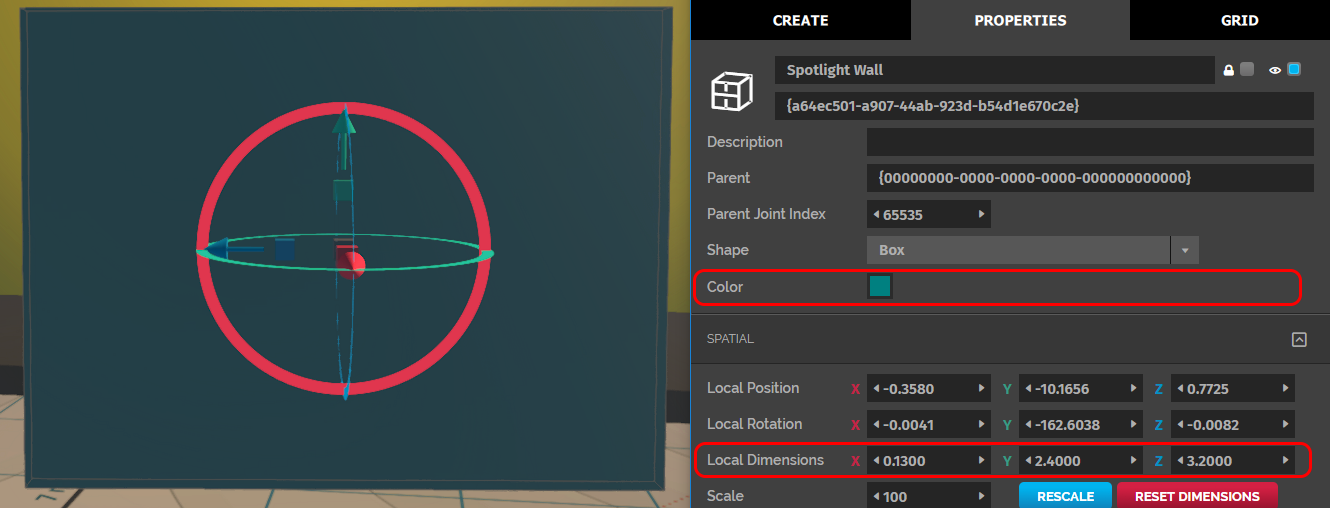 CREATE PROPERTIES GRID
Spotlight Wall
{a64ec501-a907-44ab-923d-b54d1e670c2e}
Description
Parent {00000000-0000-0000-0000-000000000000}
Parent Joint Index 65535
Shape Box
Color
SPATIAL
Local Position X -0.3580 Y -10.1656 Z 0.7725
Local Rotation X -0.0041 Y -162.6038 Z -0.0082
Local Dimensions X 0.1300 Y 2.4000 Z 3.2000
Scale 100 RESCALE RESET DIMENSIONS